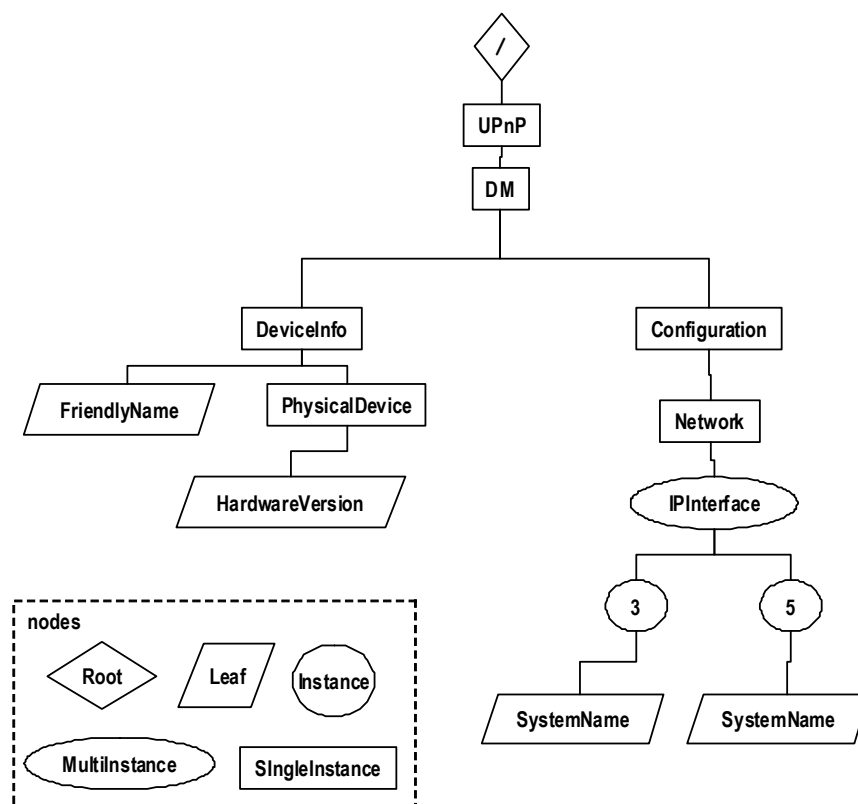 /
UPnP
DM
DeviceInfo
Configuration
FriendlyName
PhysicalDevice
Network
HardwareVersion
IPInterface
3
5
SystemName
SystemName
nodes
Root
Leaf
Instance
MultiInstance
SIngleInstance